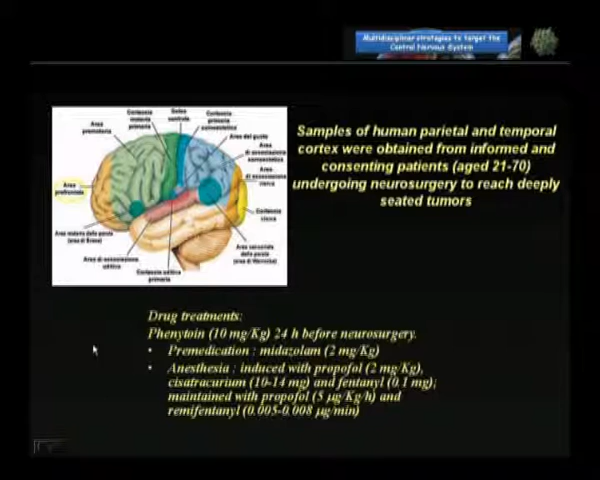 Multidisciplinar strategies to target the
Central Nervous System
Samples of human parietal and temporal
cortex were obtained from informed and
consenting patients (aged 21-70)
undergoing neurosurgery to reach deeply
seated tumors
Corteccia
motoria
primaria
Solco
centrale
Corteccia
primaria
somestetica
Area
premotoria
Area del gusto
Area
di associazione
somestetica
Area
di associazione
visiva
Area
prefrontale
Corteccia
visiva
Area motoria della parola
(area di Broca)
Area sensoriale
della parola
(area di Wernicke)
Area di associazione
uditiva
Corteccia uditiva
primaria
Drug treatments:
Phenytoin (10 mg/Kg) 24 h before neurosurgery.
• Premedication : midazolam (2 mg/Kg)
• Anesthesia : induced with propofol (2 mg/Kg),
cisatracurium (10-14 mg) and fentanyl (0.1 mg);
maintained with propofol (5 µg/Kg/h) and
remifentanyl (0.005-0.008 µg/min)